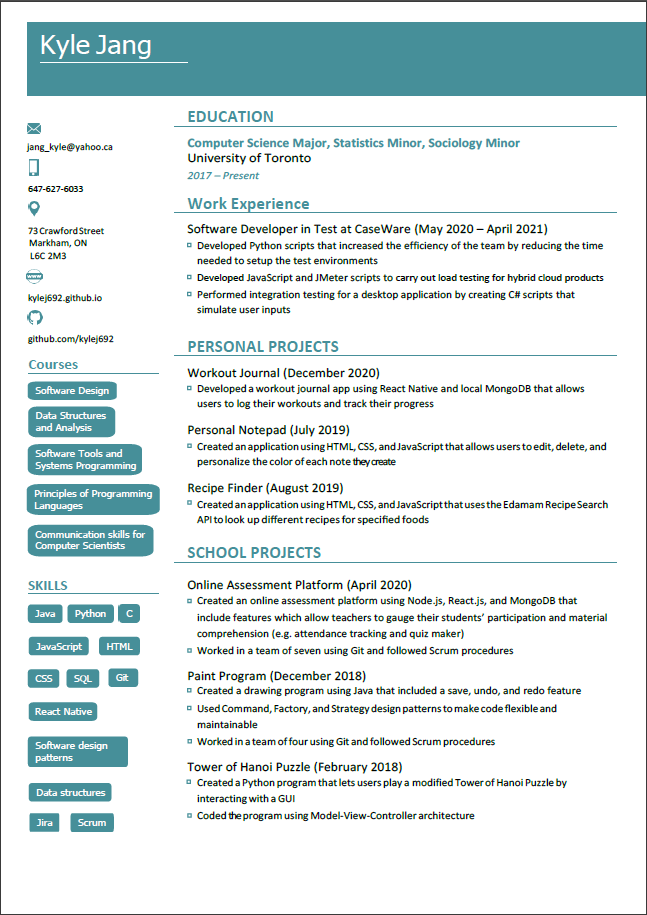 Kyle Jang
jang_kyle@yahoo.ca
647-627-6033
73 Crawford Street
Markham, ON
L6C 2M3
www
kylej692.github.io
github.com/kylej692
Courses
Software Design
Data Structures
and Analysis
Software Tools and
Systems Programming
Principles of Programming
Languages
Communication skills for
Computer Scientists
SKILLS
Java Python C
JavaScript HTML
CSS SQL Git
React Native
Software design
patterns
Data structures
Jira Scrum
EDUCATION
Computer Science Major, Statistics Minor, Sociology Minor
University of Toronto
2017 – Present
Work Experience
Software Developer in Test at CaseWare (May 2020 – April 2021)
Developed Python scripts that increased the efficiency of the team by reducing the time
needed to setup the test environments
Developed JavaScript and JMeter scripts to carry out load testing for hybrid cloud products
Performed integration testing for a desktop application by creating C# scripts that
simulate user inputs
PERSONAL PROJECTS
Workout Journal (December 2020)
Developed a workout journal app using React Native and local MongoDB that allows
users to log their workouts and track their progress
Personal Notepad (July 2019)
Created an application using HTML, CSS, and JavaScript that allows users to edit, delete, and
personalize the color of each note they create
Recipe Finder (August 2019)
Created an application using HTML, CSS, and JavaScript that uses the Edamam Recipe Search
API to look up different recipes for specified foods
SCHOOL PROJECTS
Online Assessment Platform (April 2020)
Created an online assessment platform using Node.js, React.js, and MongoDB that
include features which allow teachers to gauge their students' participation and material
comprehension (e.g. attendance tracking and quiz maker)
Worked in a team of seven using Git and followed Scrum procedures
Paint Program (December 2018)
Created a drawing program using Java that included a save, undo, and redo feature
Used Command, Factory, and Strategy design patterns to make code flexible and
maintainable
Worked in a team of four using Git and followed Scrum procedures
Tower of Hanoi Puzzle (February 2018)
Created a Python program that lets users play a modified Tower of Hanoi Puzzle by
interacting with a GUI
Coded the program using Model-View-Controller architecture